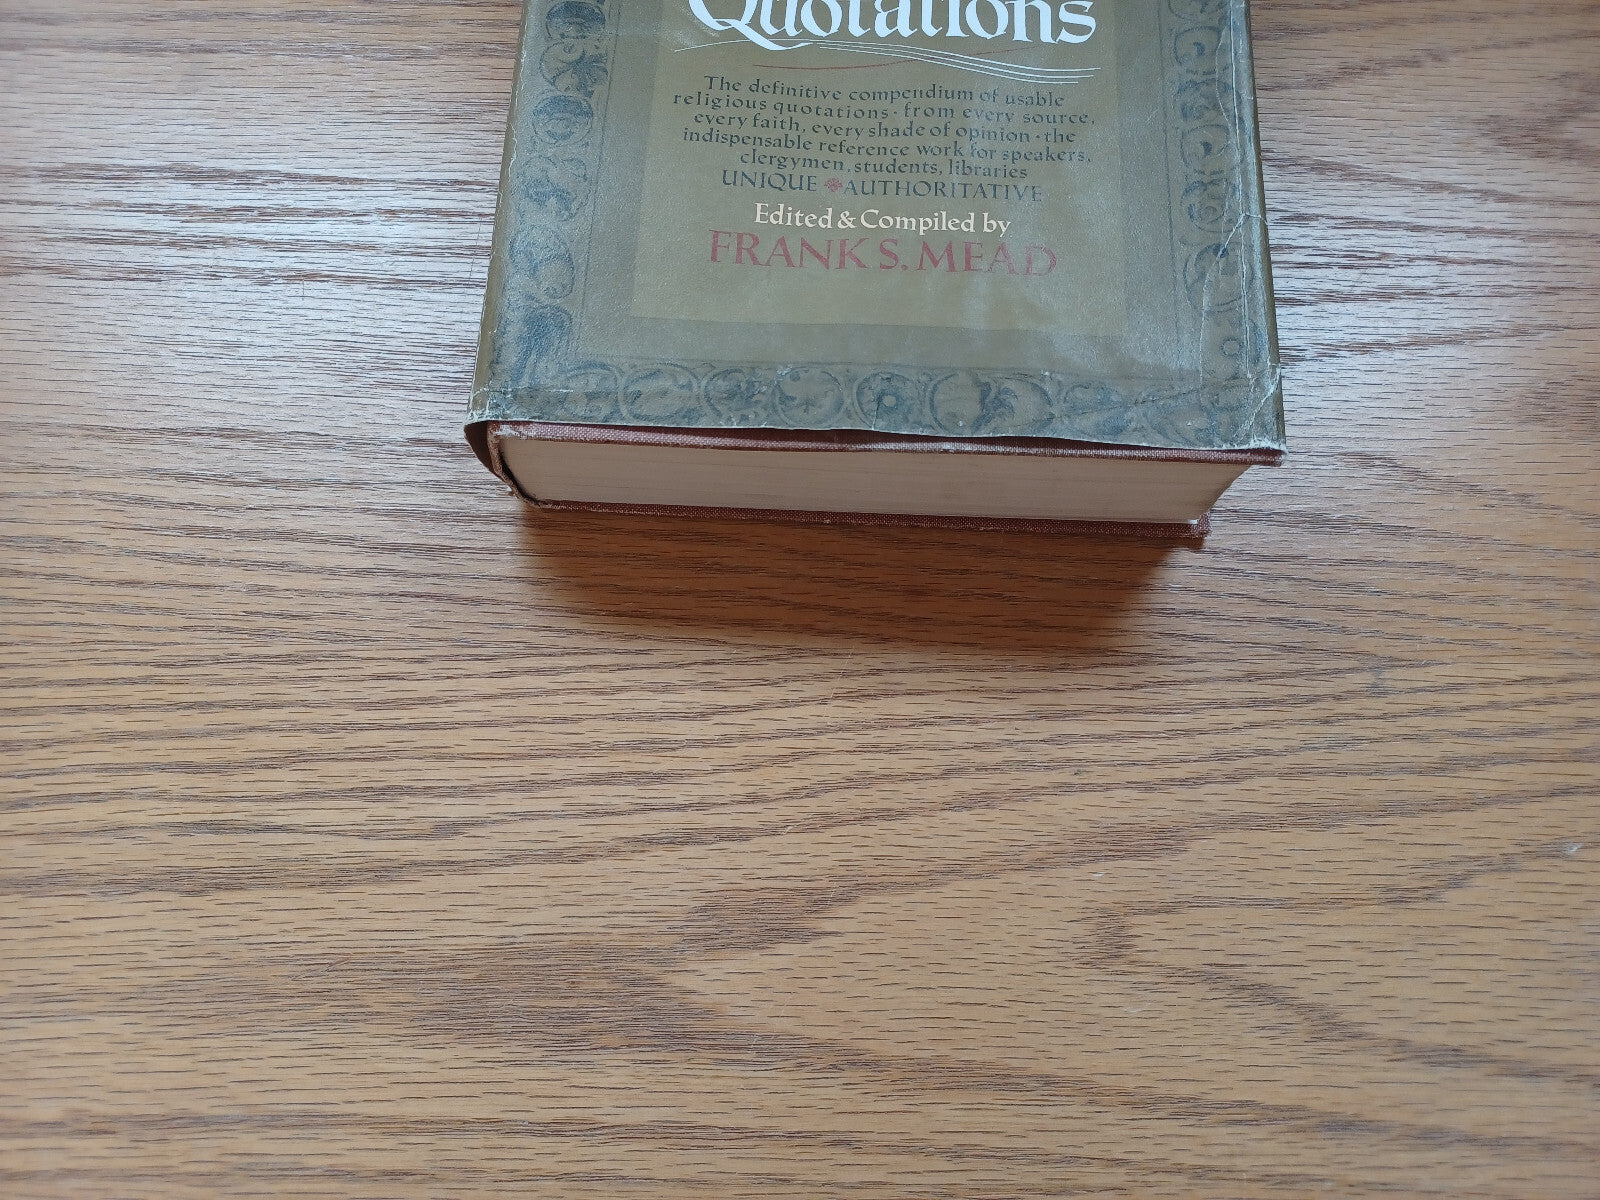 Quotations
The definitive compendium of usable
religious quotations · from every source,
every faith, every shade of opinion · the
indispensable reference work for speakers,
clergymen, students, libraries
UNIQUE AUTHORITATIVE
Edited & Compiled by
FRANK S. MEAD